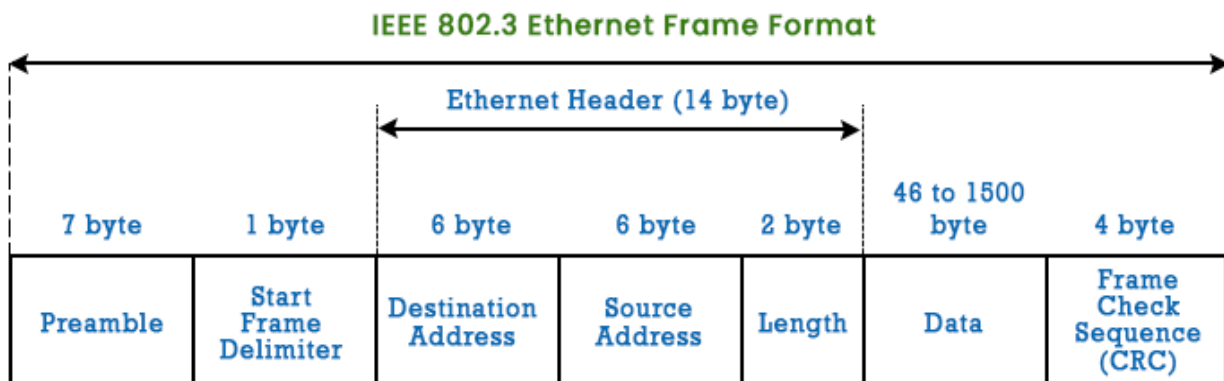 IEEE 802.3 Ethernet Frame Format
Ethernet Header (14 byte)
7 byte
1 byte
6 byte
6 byte
2 byte
46 to 1500
byte
4 byte
Preamble
Start
Frame
Delimiter
Destination
Address
Source
Address
Length
Data
Frame
Check
Sequence
(CRC)